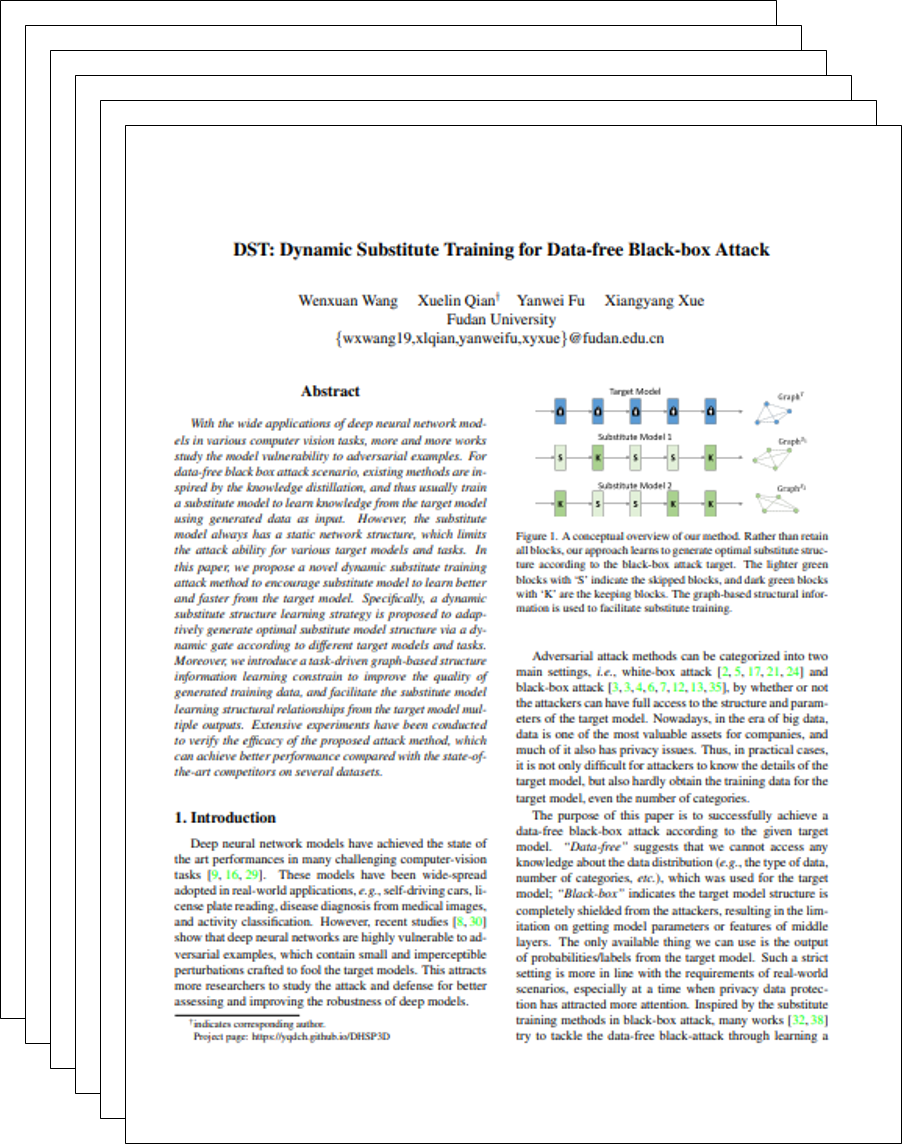 DST: Dynamic Substitute Training for Data-free Black-box Attack
Wenxuan Wang Xuelin Qian† Yanwei Fu Xiangyang Xue
Fudan University
{wxwang19,xlqian,yanweifu,xyxue}@fudan.edu.cn
Abstract
With the wide applications of deep neural network mod-
els in various computer vision tasks, more and more works
study the model vulnerability to adversarial examples. For
data-free black box attack scenario, existing methods are in-
spired by the knowledge distillation, and thus usually train
a substitute model to learn knowledge from the target model
using generated data as input. However, the substitute
model always has a static network structure, which limits
the attack ability for various target models and tasks. In
this paper, we propose a novel dynamic substitute training
attack method to encourage substitute model to learn better
and faster from the target model. Specifically, a dynamic
substitute structure learning strategy is proposed to adap-
tively generate optimal substitute model structure via a dy-
namic gate according to different target models and tasks.
Moreover, we introduce a task-driven graph-based structure
information learning constrain to improve the quality of
generated training data, and facilitate the substitute model
learning structural relationships from the target model mul-
tiple outputs. Extensive experiments have been conducted
to verify the efficacy of the proposed attack method, which
can achieve better performance compared with the state-of-
the-art competitors on several datasets.
1. Introduction
Deep neural network models have achieved the state of
the art performances in many challenging computer-vision
tasks [9, 16, 29]. These models have been wide-spread
adopted in real-world applications, e.g., self-driving cars, li-
cense plate reading, disease diagnosis from medical images,
and activity classification. However, recent studies [8, 30]
show that deep neural networks are highly vulnerable to ad-
versarial examples, which contain small and imperceptible
perturbations crafted to fool the target models. This attracts
more researchers to study the attack and defense for better
assessing and improving the robustness of deep models.
†indicates corresponding author.
Project page: https://yqdch.github.io/DHSP3D
Target Model
Graph
Substitute Model 1
S K S S K
Graph
Substitute Model 2
K S S K K
Graph
Figure 1. A conceptual overview of our method. Rather than retain
all blocks, our approach learns to generate optimal substitute struc-
ture according to the black-box attack target. The lighter green
blocks with ‘S’ indicate the skipped blocks, and dark green blocks
with ‘K’ are the keeping blocks. The graph-based structural infor-
mation is used to facilitate substitute training.
Adversarial attack methods can be categorized into two
main settings, i.e., white-box attack [2, 5, 17, 21, 24] and
black-box attack [3, 3, 4, 6, 7, 12, 13, 35], by whether or not
the attackers can have full access to the structure and param-
eters of the target model. Nowadays, in the era of big data,
data is one of the most valuable assets for companies, and
much of it also has privacy issues. Thus, in practical cases,
it is not only difficult for attackers to know the details of the
target model, but also hardly obtain the training data for the
target model, even the number of categories.
The purpose of this paper is to successfully achieve a
data-free black-box attack according to the given target
model. “Data-free” suggests that we cannot access any
knowledge about the data distribution (e.g., the type of data,
number of categories, etc.), which was used for the target
model; “Black-box” indicates the target model structure is
completely shielded from the attackers, resulting in the lim-
itation on getting model parameters or features of middle
layers. The only available thing we can use is the output
of probabilities/labels from the target model. Such a strict
setting is more in line with the requirements of real-world
scenarios, especially at a time when privacy data protec-
tion has attracted more attention. Inspired by the substitute
training methods in black-box attack, many works [32, 38]
try to tackle the data-free black-attack through learning a